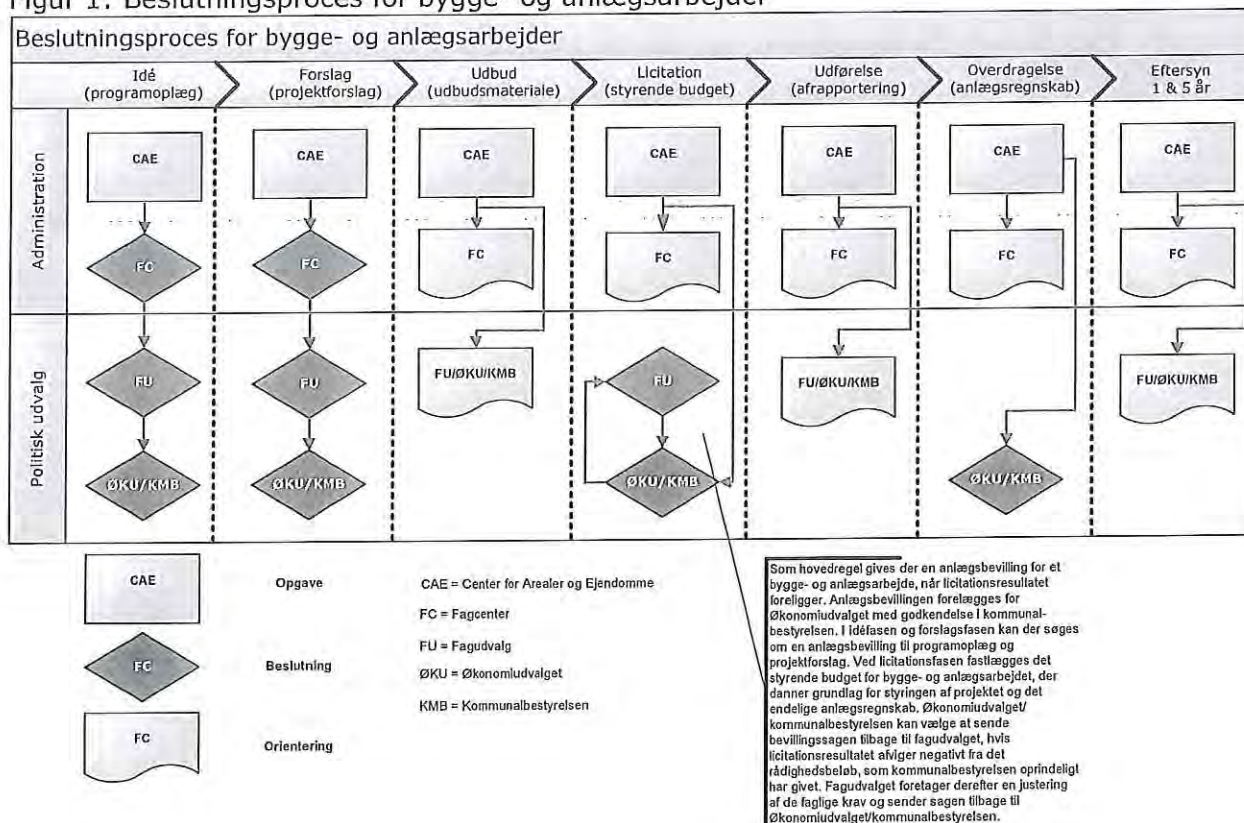 Figur 1. Beslutningsproces for bygge- og anlægsarbejder
Beslutningsproces for bygge- og anlægsarbejder
Idé
(programoplæg)
Forslag
(projektforslag)
Udbud
(udbudsmateriale)
Licitation
(styrende budget)
Udførelse
(afrapportering)
Overdragelse
(anlægsregnskab)
Eftersyn
1 & 5 år
Administration
CAE
CAE
CAE
CAE
CAE
CAE
CAE
FC
FC
FC
FC
FC
FC
FC
Politisk udvalg
FU
FU
FU/ØKU/KMB
FU
FU/ØKU/KMB
FU/ØKU/KMB
ØKU/KMB
ØKU/KMB
ØKU/KMB
ØKU/KMB
CAE
Opgave
FC
Beslutning
FC
Orientering
CAE = Center for Arealer og Ejendomme
FC = Fagcenter
FU = Fagudvalg
ØKU = Økonomiudvalget
KMB = Kommunalbestyrelsen
Som hovedregel gives der en anlægsbevilling for et
bygge- og anlægsarbejde, når licitationsresultatet
foreligger. Anlægsbevillingen forelægges for
Økonomiudvalget med godkendelse i kommunal-
bestyrelsen. I idéfasen og forslagsfasen kan der søges
om en anlægsbevilling til programoplæg og
projektforslag. Ved licitationsfasen fastlægges det
styrende budget for bygge- og anlægsarbejdet, der
danner grundlag for styringen af projektet og det
endelige anlægsregnskab. Økonomiudvalget/
kommunalbestyrelsen kan vælge at sende
bevillingssagen tilbage til fagudvalget, hvis
licitationsresultatet afviger negativt fra det
rådighedsbeløb, som kommunalbestyrelsen oprindeligt
har givet. Fagudvalget foretager derefter en justering
af de faglige krav og sender sagen tilbage til
Økonomiudvalget/kommunalbestyrelsen.